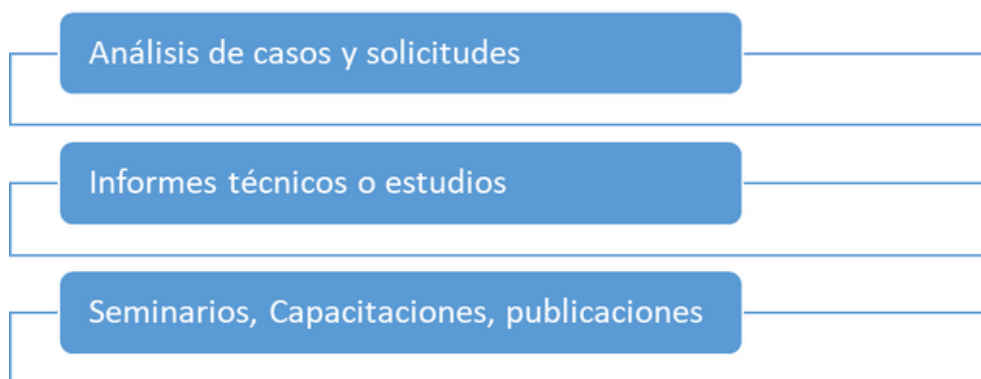 Análisis de casos y solicitudes
Informes técnicos o estudios
Seminarios, Capacitaciones, publicaciones